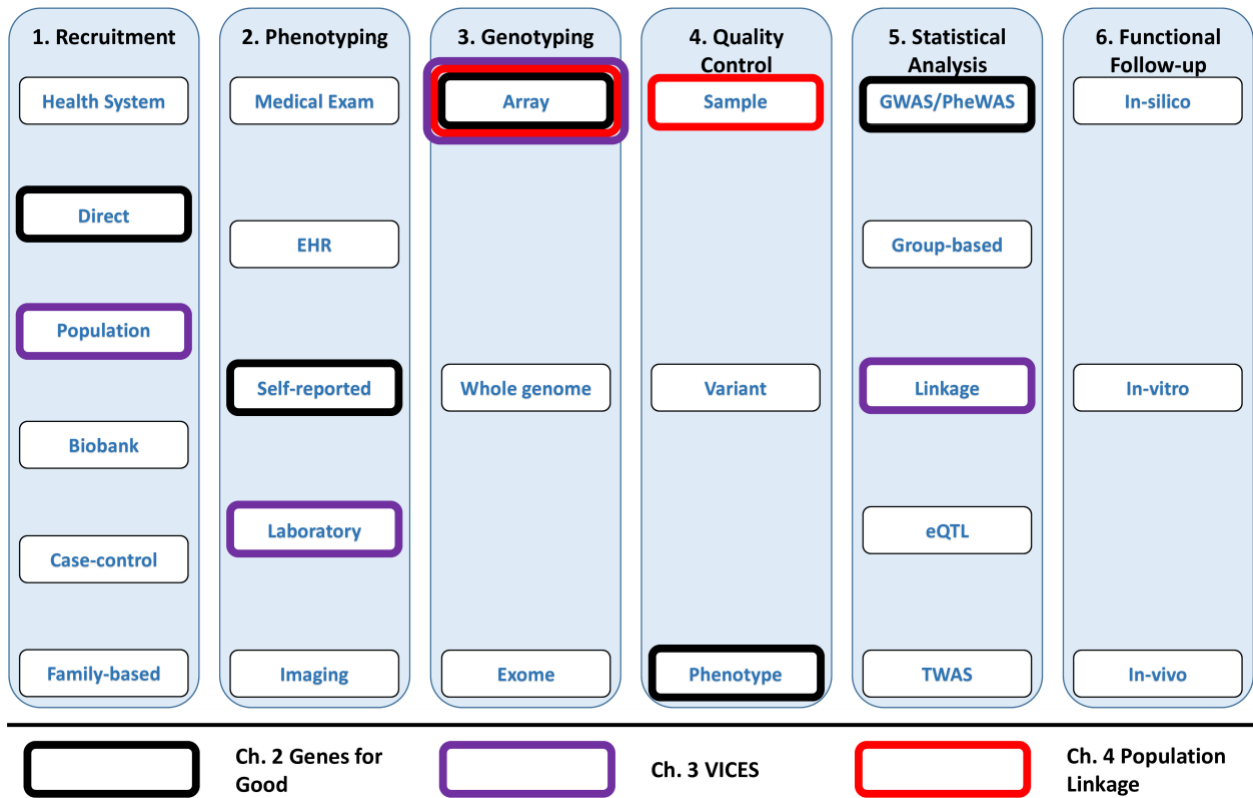 1. Recruitment
Health System
Direct
Population
Biobank
Case-control
Family-based
2. Phenotyping
Medical Exam
EHR
Self-reported
Laboratory
Imaging
3. Genotyping
Array
Whole genome
Exome
4. Quality
Control
Sample
Variant
Phenotype
5. Statistical
Analysis
GWAS/PheWAS
Group-based
Linkage
eQTL
TWAS
6. Functional
Follow-up
In-silico
In-vitro
In-vivo
Ch. 2 Genes for
Good
Ch. 3 VICES
Ch. 4 Population
Linkage